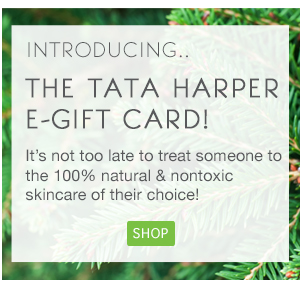 INTRODUCING..
THE TATA HARPER
E-GIFT CARD!
It's not too late to treat someone to
the 100% natural & nontoxic
skincare of their choice!
SHOP